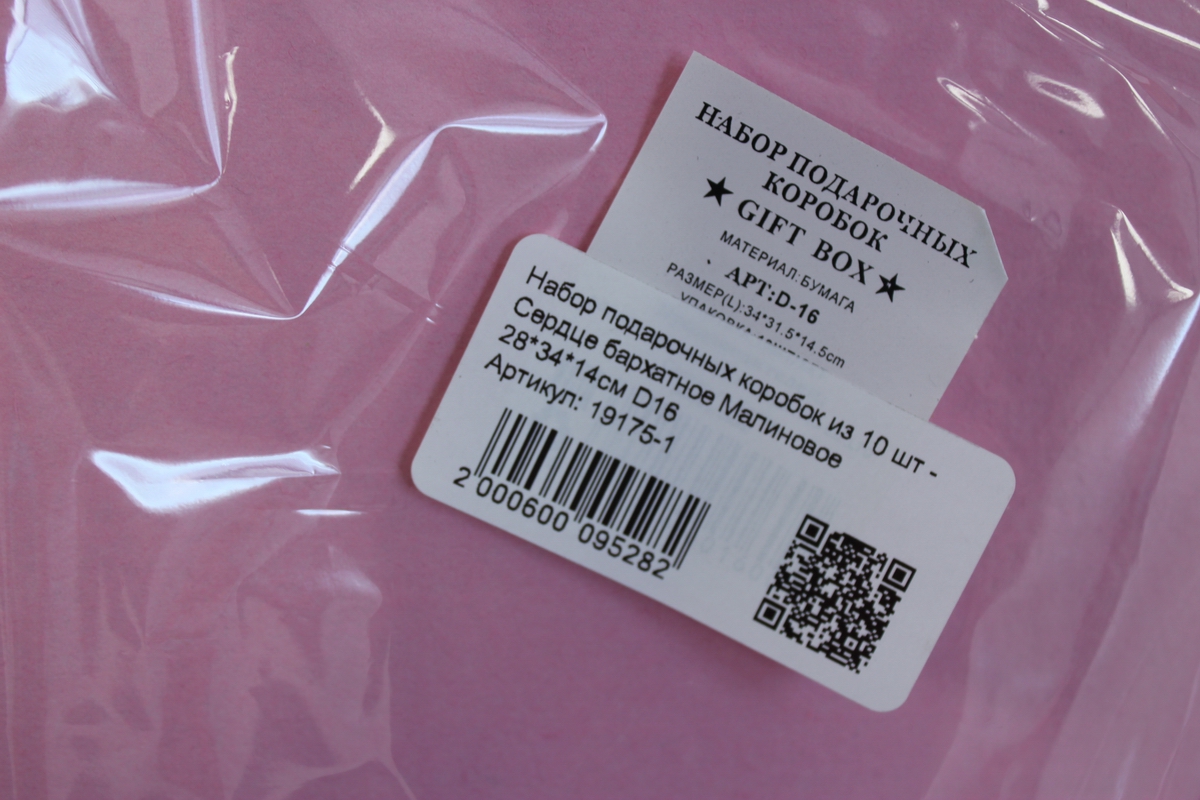 НАБОР ПОДАРОЧНЫХ
КОРОБОК
★ GIFT BOX ★
МАТЕРИАЛ:БУМАГА
АРТ:D-16
РАЗМЕР(L):34*31.5*14.5cm
Набор подарочных коробок из 10 шт -
Сердце бархатное Малиновое
28*34*14см D16
Артикул: 19175-1
2 000600 095282